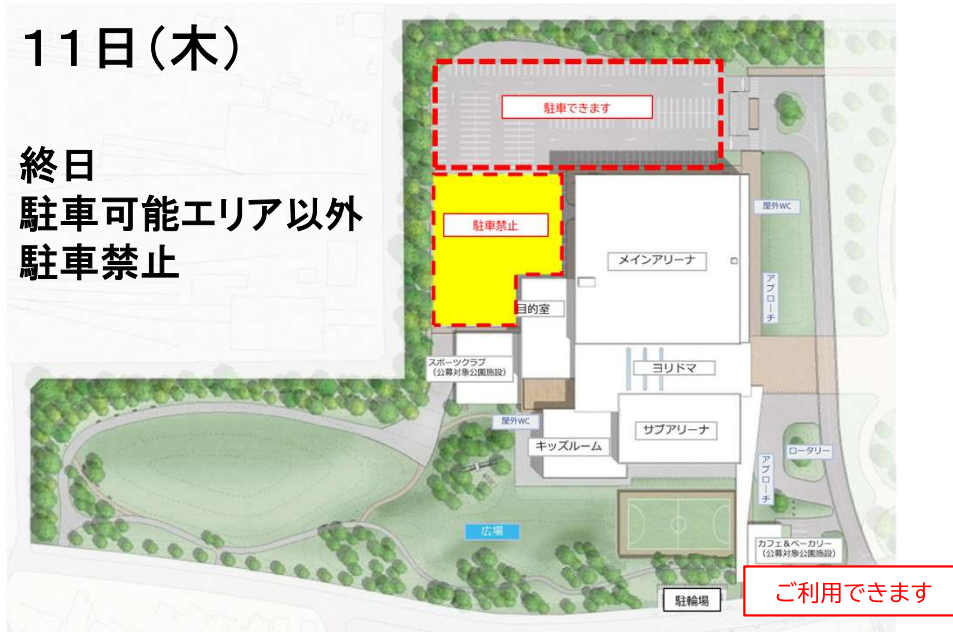 11日(木)
終日
駐車可能エリア以外
駐車禁止
駐車できます
駐車禁止
屋外WC
メインアリーナ
アプローチ
目的室
スポーツクラブ
(公募対象公園施設)
ヨリドマ
屋外WC
サブアリーナ
キッズルーム
ロータリー
アプローチ
広場
カフェ&ベーカリー
(公募対象公園施設)
ご利用できます
駐輪場